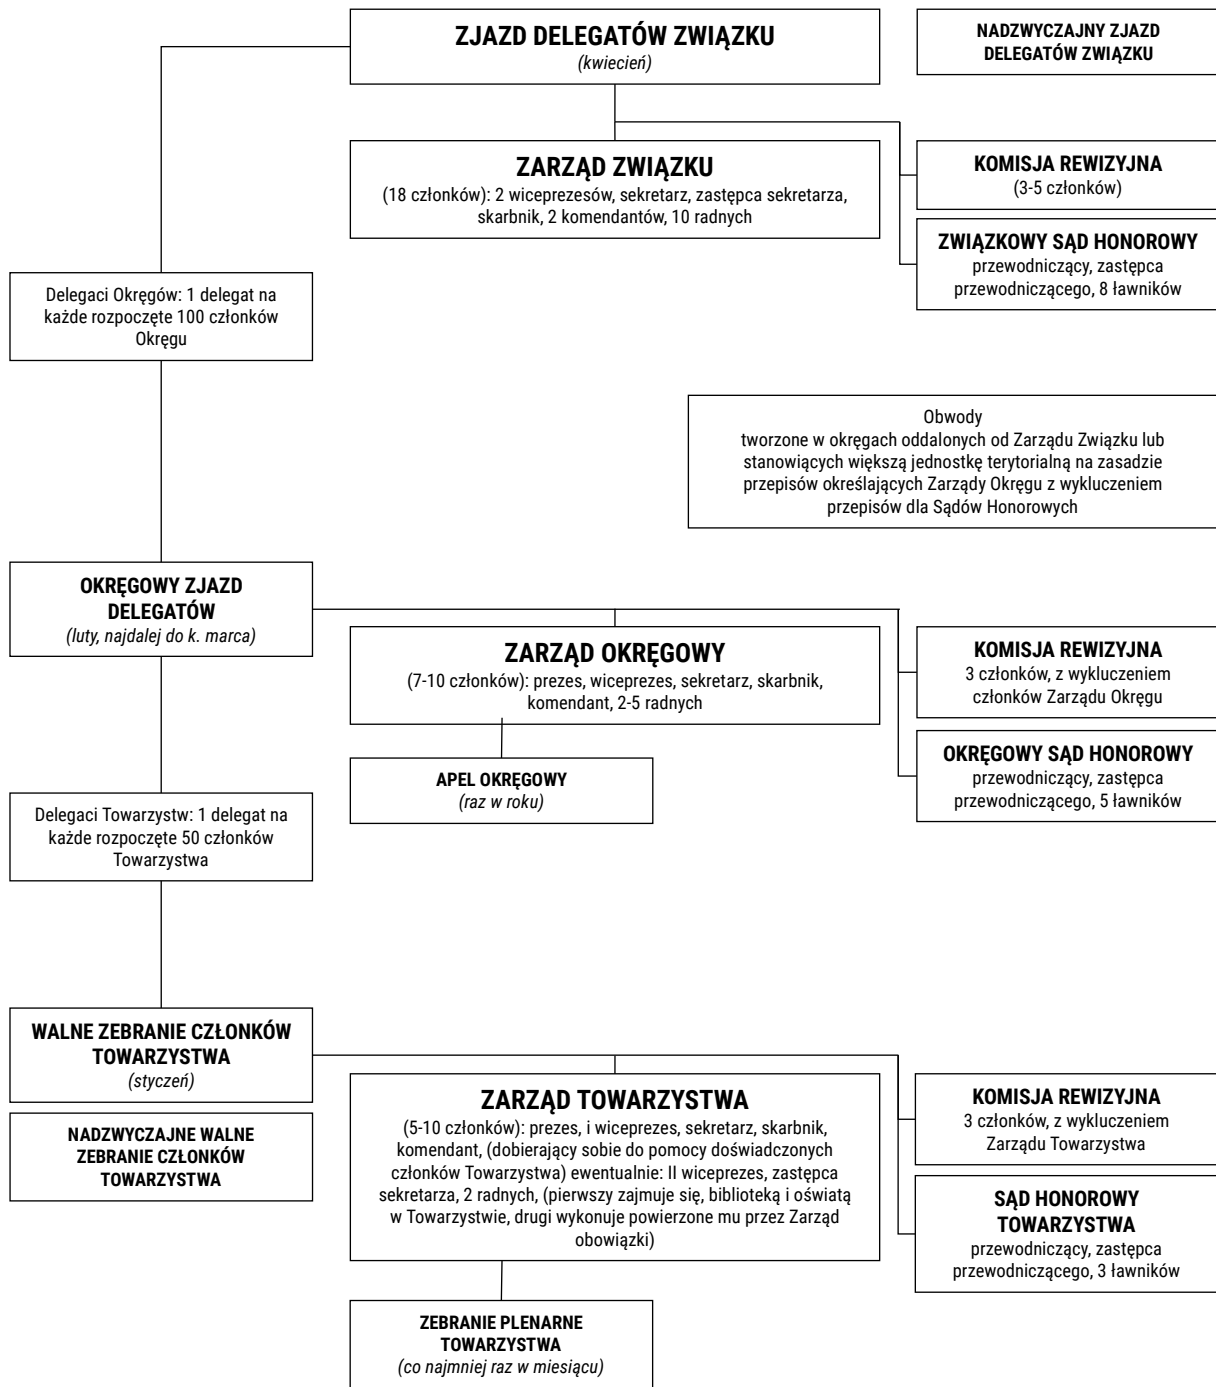 ZJAZD DELEGATÓW ZWIĄZKU
(kwiecień)
NADZWYCZAJNY ZJAZD
DELEGATÓW ZWIĄZKU
ZARZĄD ZWIĄZKU
(18 członków): 2 wiceprezesów, sekretarz, zastępca sekretarza,
skarbnik, 2 komendantów, 10 radnych
KOMISJA REWIZYJNA
(3-5 członków)
ZWIĄZKOWY SĄD HONOROWY
przewodniczący, zastępca
przewodniczącego, 8 ławników
Delegaci Okręgów: 1 delegat na
każde rozpoczęte 100 członków
Okręgu
Obwody
tworzone w okręgach oddalonych od Zarządu Związku lub
stanowiących większą jednostkę terytorialną na zasadzie
przepisów określających Zarządy Okręgu z wykluczeniem
przepisów dla Sądów Honorowych
OKRĘGOWY ZJAZD
DELEGATÓW
(luty, najdalej do k. marca)
ZARZĄD OKRĘGOWY
(7-10 członków): prezes, wiceprezes, sekretarz, skarbnik,
komendant, 2-5 radnych
KOMISJA REWIZYJNA
3 członków, z wykluczeniem
członków Zarządu Okręgu
APEL OKRĘGOWY
(raz w roku)
OKRĘGOWY SĄD HONOROWY
przewodniczący, zastępca
przewodniczącego, 5 ławników
Delegaci Towarzystw: 1 delegat na
każde rozpoczęte 50 członków
Towarzystwa
WALNE ZEBRANIE CZŁONKÓW
TOWARZYSTWA
(styczeń)
NADZWYCZAJNE WALNE
ZEBRANIE CZŁONKÓW
TOWARZYSTWA
ZARZĄD TOWARZYSTWA
(5-10 członków): prezes, i wiceprezes, sekretarz, skarbnik,
komendant, (dobierający sobie do pomocy doświadczonych
członków Towarzystwa) ewentualnie: II wiceprezes, zastępca
sekretarza, 2 radnych, (pierwszy zajmuje się, biblioteką i oświatą
w Towarzystwie, drugi wykonuje powierzone mu przez Zarząd
obowiązki)
KOMISJA REWIZYJNA
3 członków, z wykluczeniem
Zarządu Towarzystwa
SĄD HONOROWY
TOWARZYSTWA
przewodniczący, zastępca
przewodniczącego, 3 ławników
ZEBRANIE PLENARNE
TOWARZYSTWA
(co najmniej raz w miesiącu)